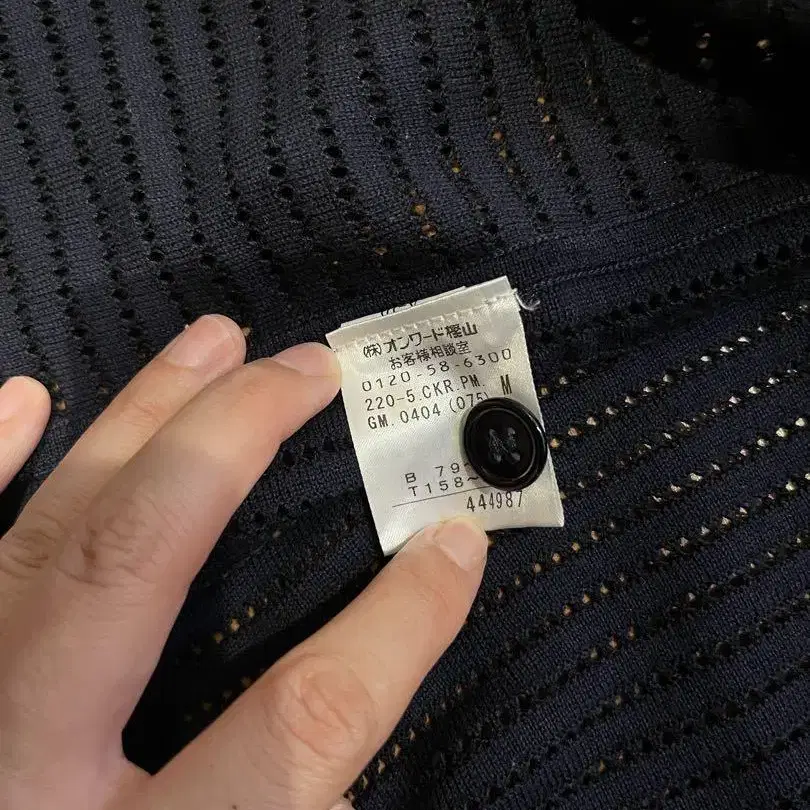 (株)オンワード樫山
お客様相談室
0120-58-6300
220-5.CKR.PM. M
GM.0404(075)
B 79~
T158~
444987